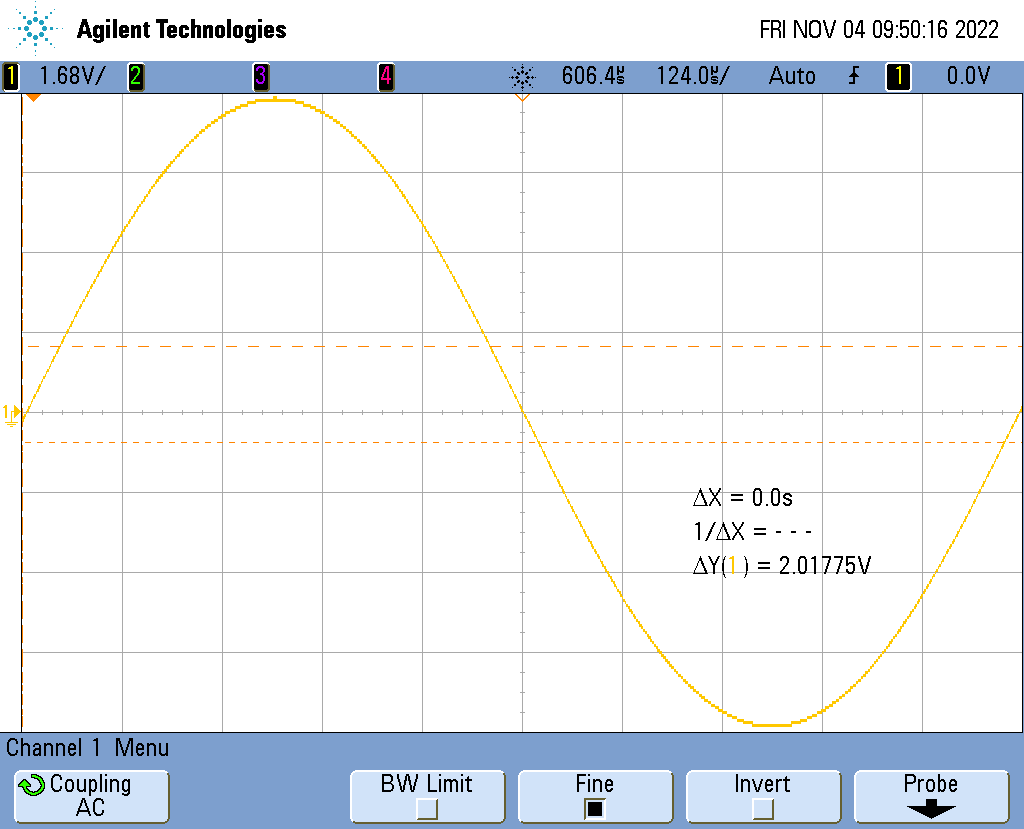 Agilent Technologies
FRI NOV 04 09:50:16 2022
1 1.68V/ 2 3 4 606.4µs 124.0µs/ Auto 1 0.0V
1
ΔX = 0.0s
1/ΔX = - - -
ΔY(1) = 2.01775V
Channel 1 Menu
Coupling
AC
BW Limit
Fine
Invert
Probe